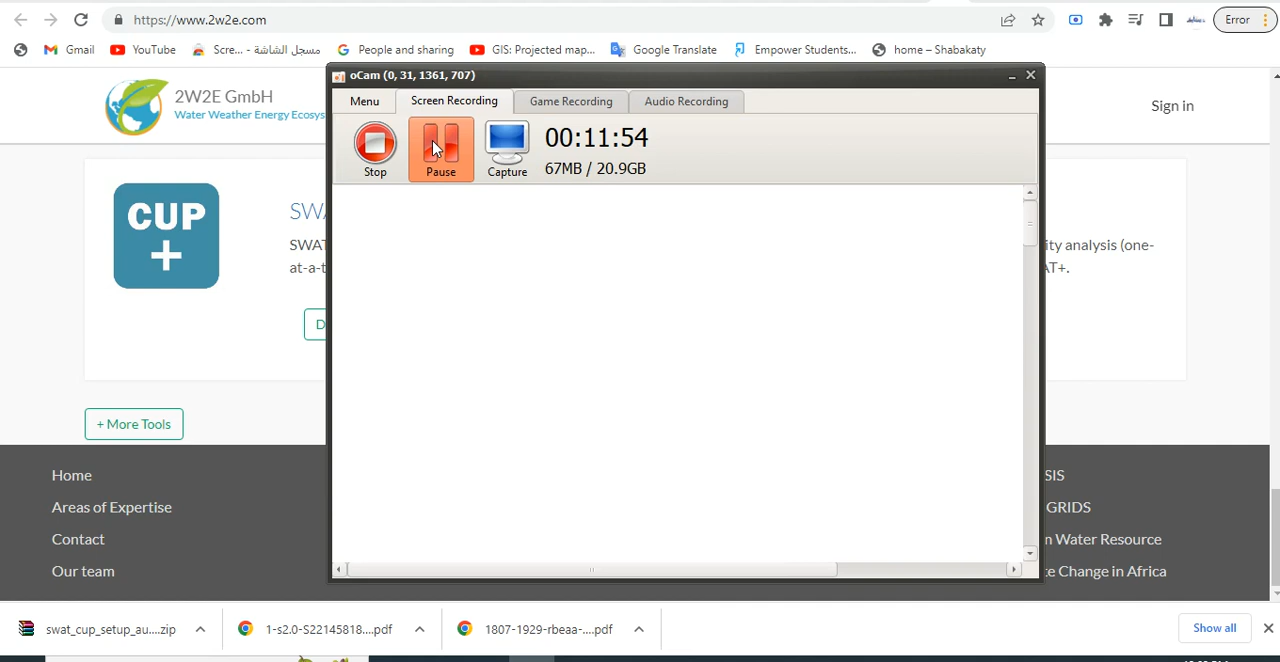 https://www.2w2e.com
Error
Gmail
YouTube
Scre... - مسجل الشاشة
People and sharing
GIS: Projected map...
Google Translate
Empower Students...
home – Shabakaty
oCam (0, 31, 1361, 707)
2W2E GmbH
Water Weather Energy Ecosys
Sign in
Menu
Screen Recording
Game Recording
Audio Recording
Stop
Pause
Capture
00:11:54
67MB / 20.9GB
CUP
+
SWA
SWAT
ity analysis (one-
at-a-t
AT+.
D
+ More Tools
Home
SIS
Areas of Expertise
GRIDS
Contact
n Water Resource
Our team
te Change in Africa
swat_cup_setup_au....zip
1-s2.0-S22145818....pdf
1807-1929-rbeaa-....pdf
Show all